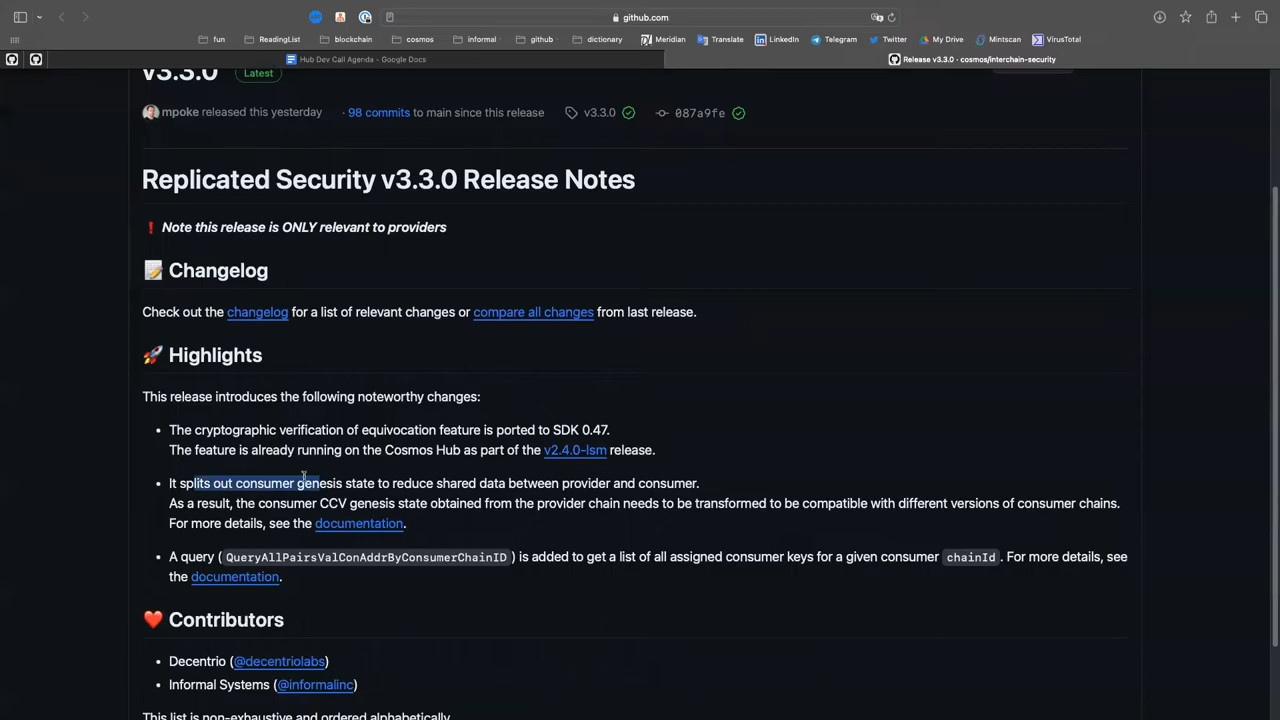 github.com
fun
ReadingList
blockchain
cosmos
informal
github
dictionary
Meridian
Translate
LinkedIn
Telegram
Twitter
My Drive
Mintscan
VirusTotal
Hub Dev Call Agenda - Google Docs
Release v3.3.0 · cosmos/interchain-security
v3.3.0
Latest
mpoke released this yesterday
· 98 commits to main since this release
v3.3.0
087a9fe
Replicated Security v3.3.0 Release Notes
❗ Note this release is ONLY relevant to providers
📝 Changelog
Check out the changelog for a list of relevant changes or compare all changes from last release.
🚀 Highlights
This release introduces the following noteworthy changes:
• The cryptographic verification of equivocation feature is ported to SDK 0.47.
The feature is already running on the Cosmos Hub as part of the v2.4.0-lsm release.
• It splits out consumer genesis state to reduce shared data between provider and consumer.
As a result, the consumer CCV genesis state obtained from the provider chain needs to be transformed to be compatible with different versions of consumer chains.
For more details, see the documentation.
• A query (QueryAllPairsValConAddrByConsumerChainID) is added to get a list of all assigned consumer keys for a given consumer chainId. For more details, see
the documentation.
❤️ Contributors
• Decentrio (@decentriolabs)
• Informal Systems (@informalinc)
This list is non-exhaustive and ordered alphabetically